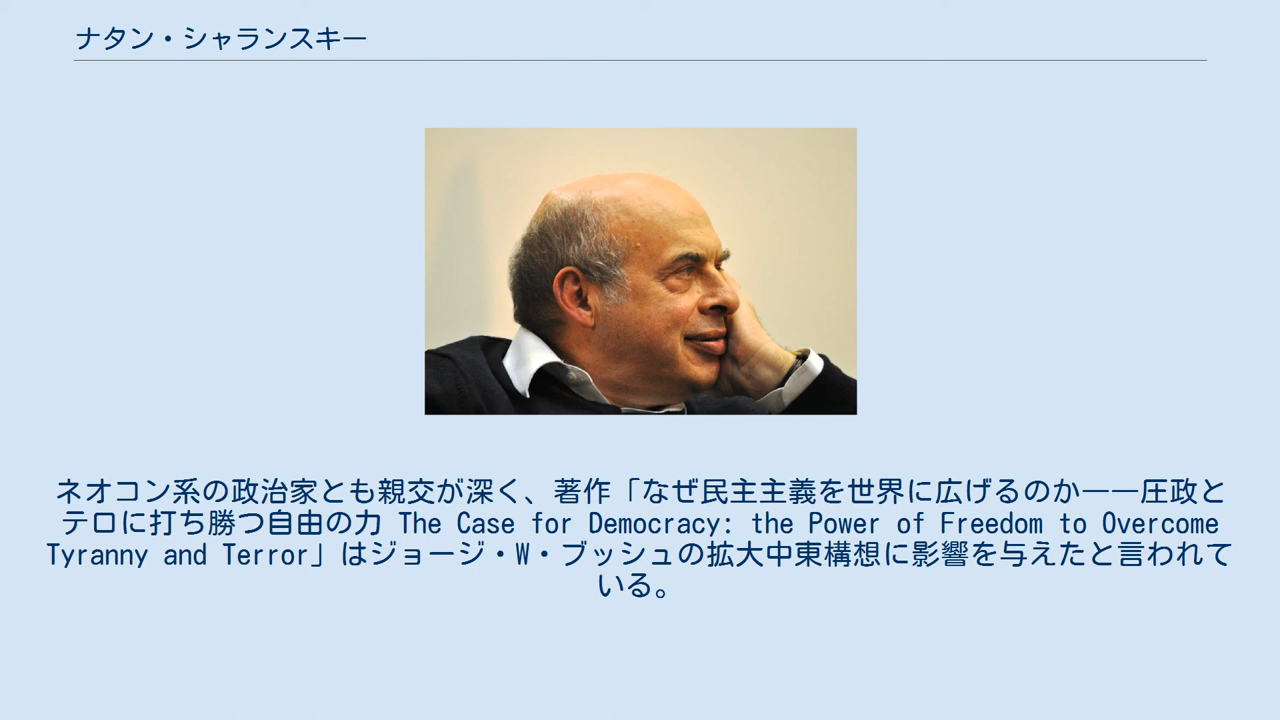 ナタン・シャランスキー
ネオコン系の政治家とも親交が深く、著作「なぜ民主主義を世界に広げるのか――圧政と
テロに打ち勝つ自由の力 The Case for Democracy: the Power of Freedom to Overcome
Tyranny and Terror」はジョージ・W・ブッシュの拡大中東構想に影響を与えたと言われて
いる。